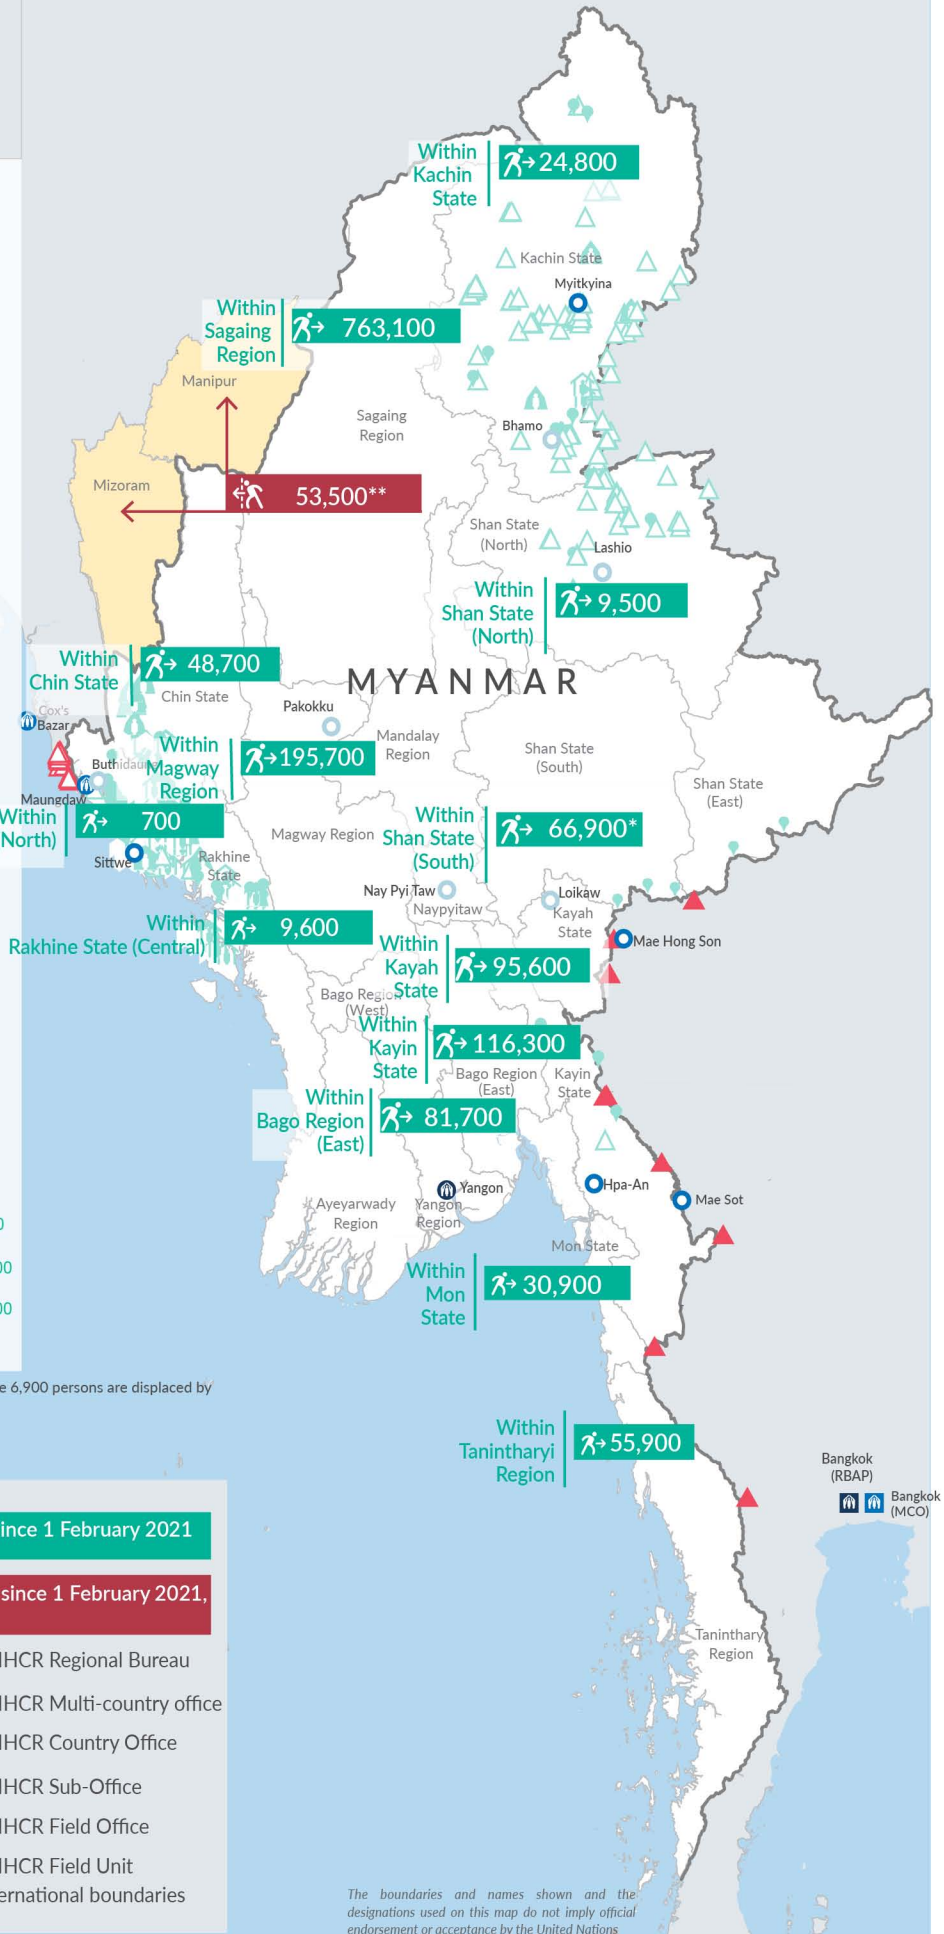 Within
Kachin
State
24,800
Kachin State
Myitkyina
Within
Sagaing
Region
763,100
Manipur
Sagaing
Region
Bhamo
Mizoram
53,500**
Shan State
(North)
Lashio
Within
Shan State
(North)
9,500
Within
Chin State
48,700
Chin State
MYANMAR
Pakokku
Cox's
Bazar
Mandalay
Region
Within
Magway
Region
195,700
Shan State
(South)
Maungdaw
Shan State
(East)
Within
North)
700
Magway Region
Within
Shan State
(South)
66,900*
Sittwe
Rakhine
State
Nay Pyi Taw
Naypyitaw
Loikaw
Kayah
State
Within
Rakhine State (Central)
9,600
Mae Hong Son
Within
Kayah
State
95,600
Bago Region
(West)
Within
Kayin
State
116,300
Bago Region
(East)
Kayin
State
Within
Bago Region
(East)
81,700
Yangon
Hpa-An
Mae Sot
Ayeyarwady
Region
Yangon
Region
Mon State
Within
Mon
State
30,900
0
00
00
e 6,900 persons are displaced by
Within
Tanintharyi
Region
55,900
Bangkok
(RBAP)
Bangkok
(MCO)
ince 1 February 2021
since 1 February 2021,
Taninthary
Region
HCR Regional Bureau
HCR Multi-country office
HCR Country Office
HCR Sub-Office
HCR Field Office
HCR Field Unit
ernational boundaries
The boundaries and names shown and the
designations used on this map do not imply official
endorsement or acceptance by the United Nations